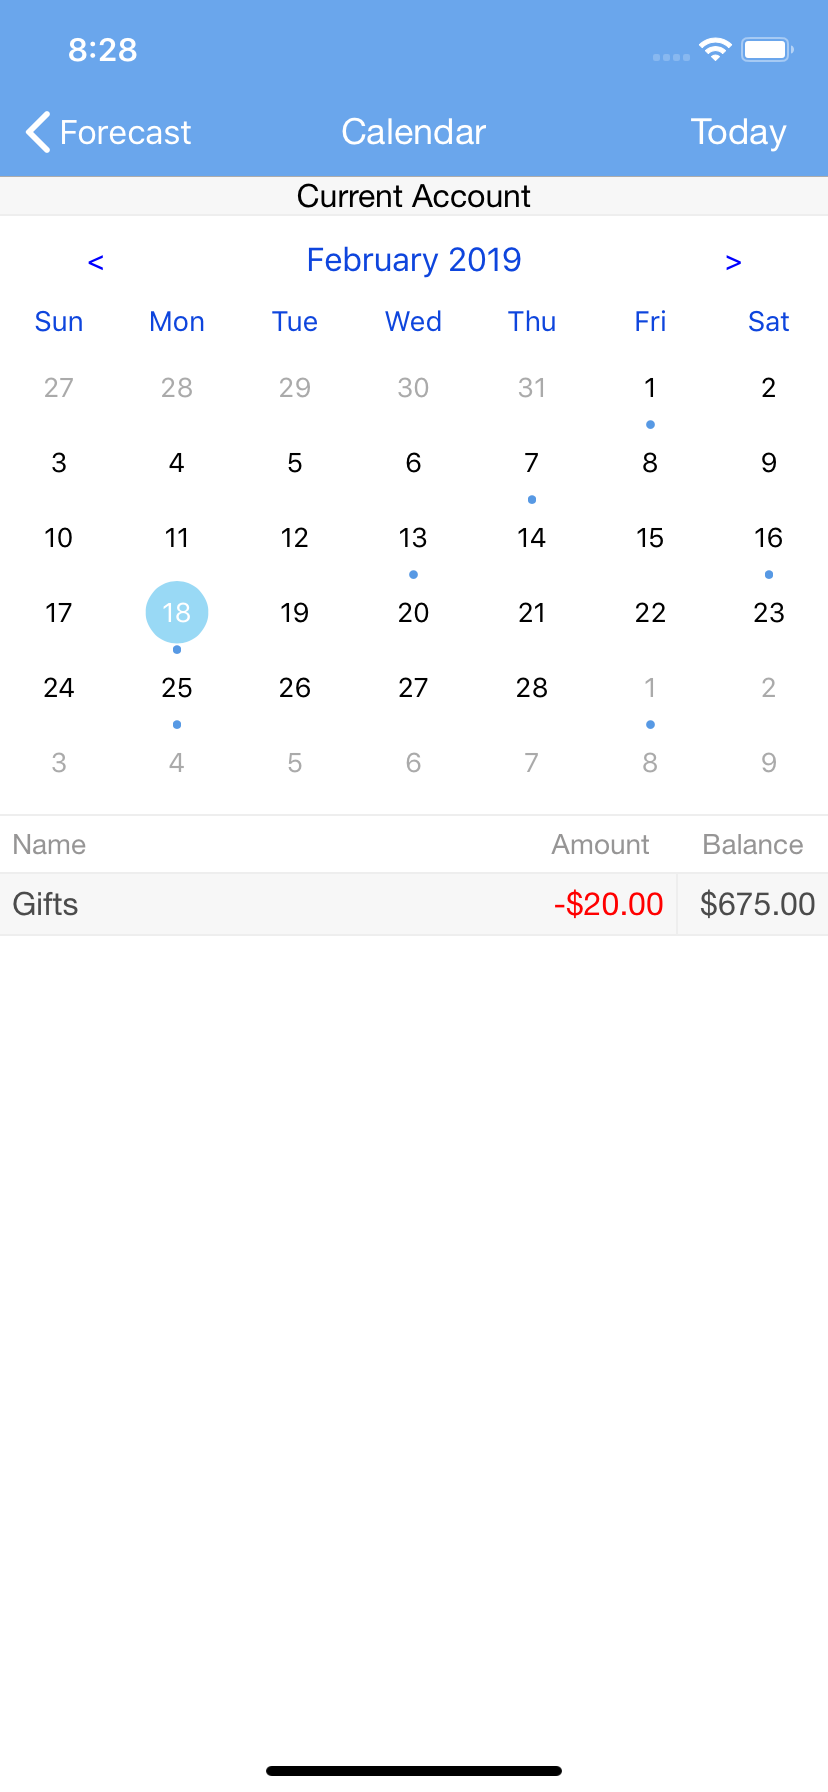 8:28
Forecast Calendar Today
Current Account
< February 2019 >
Sun Mon Tue Wed Thu Fri Sat
27 28 29 30 31 1 2
3 4 5 6 7 8 9
10 11 12 13 14 15 16
17 18 19 20 21 22 23
24 25 26 27 28 1 2
3 4 5 6 7 8 9
Name Amount Balance
Gifts -$20.00 $675.00